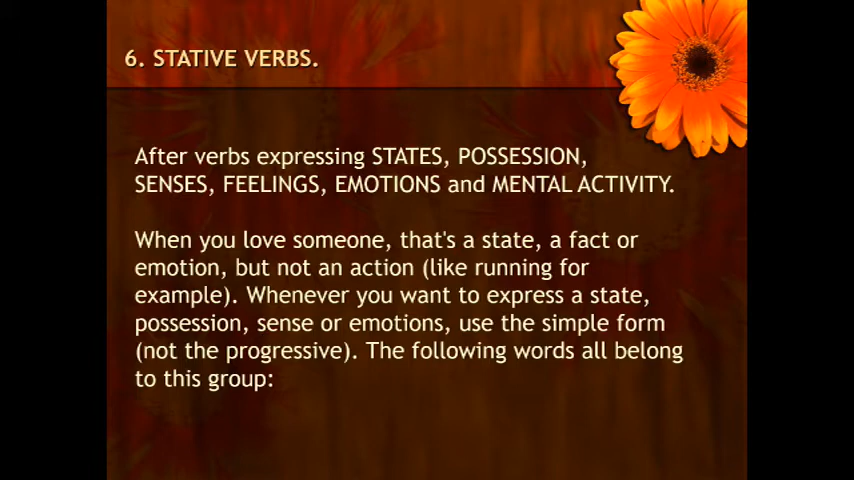 6. STATIVE VERBS.
After verbs expressing STATES, POSSESSION,
SENSES, FEELINGS, EMOTIONS and MENTAL ACTIVITY.
When you love someone, that's a state, a fact or
emotion, but not an action (like running for
example). Whenever you want to express a state,
possession, sense or emotions, use the simple form
(not the progressive). The following words all belong
to this group: